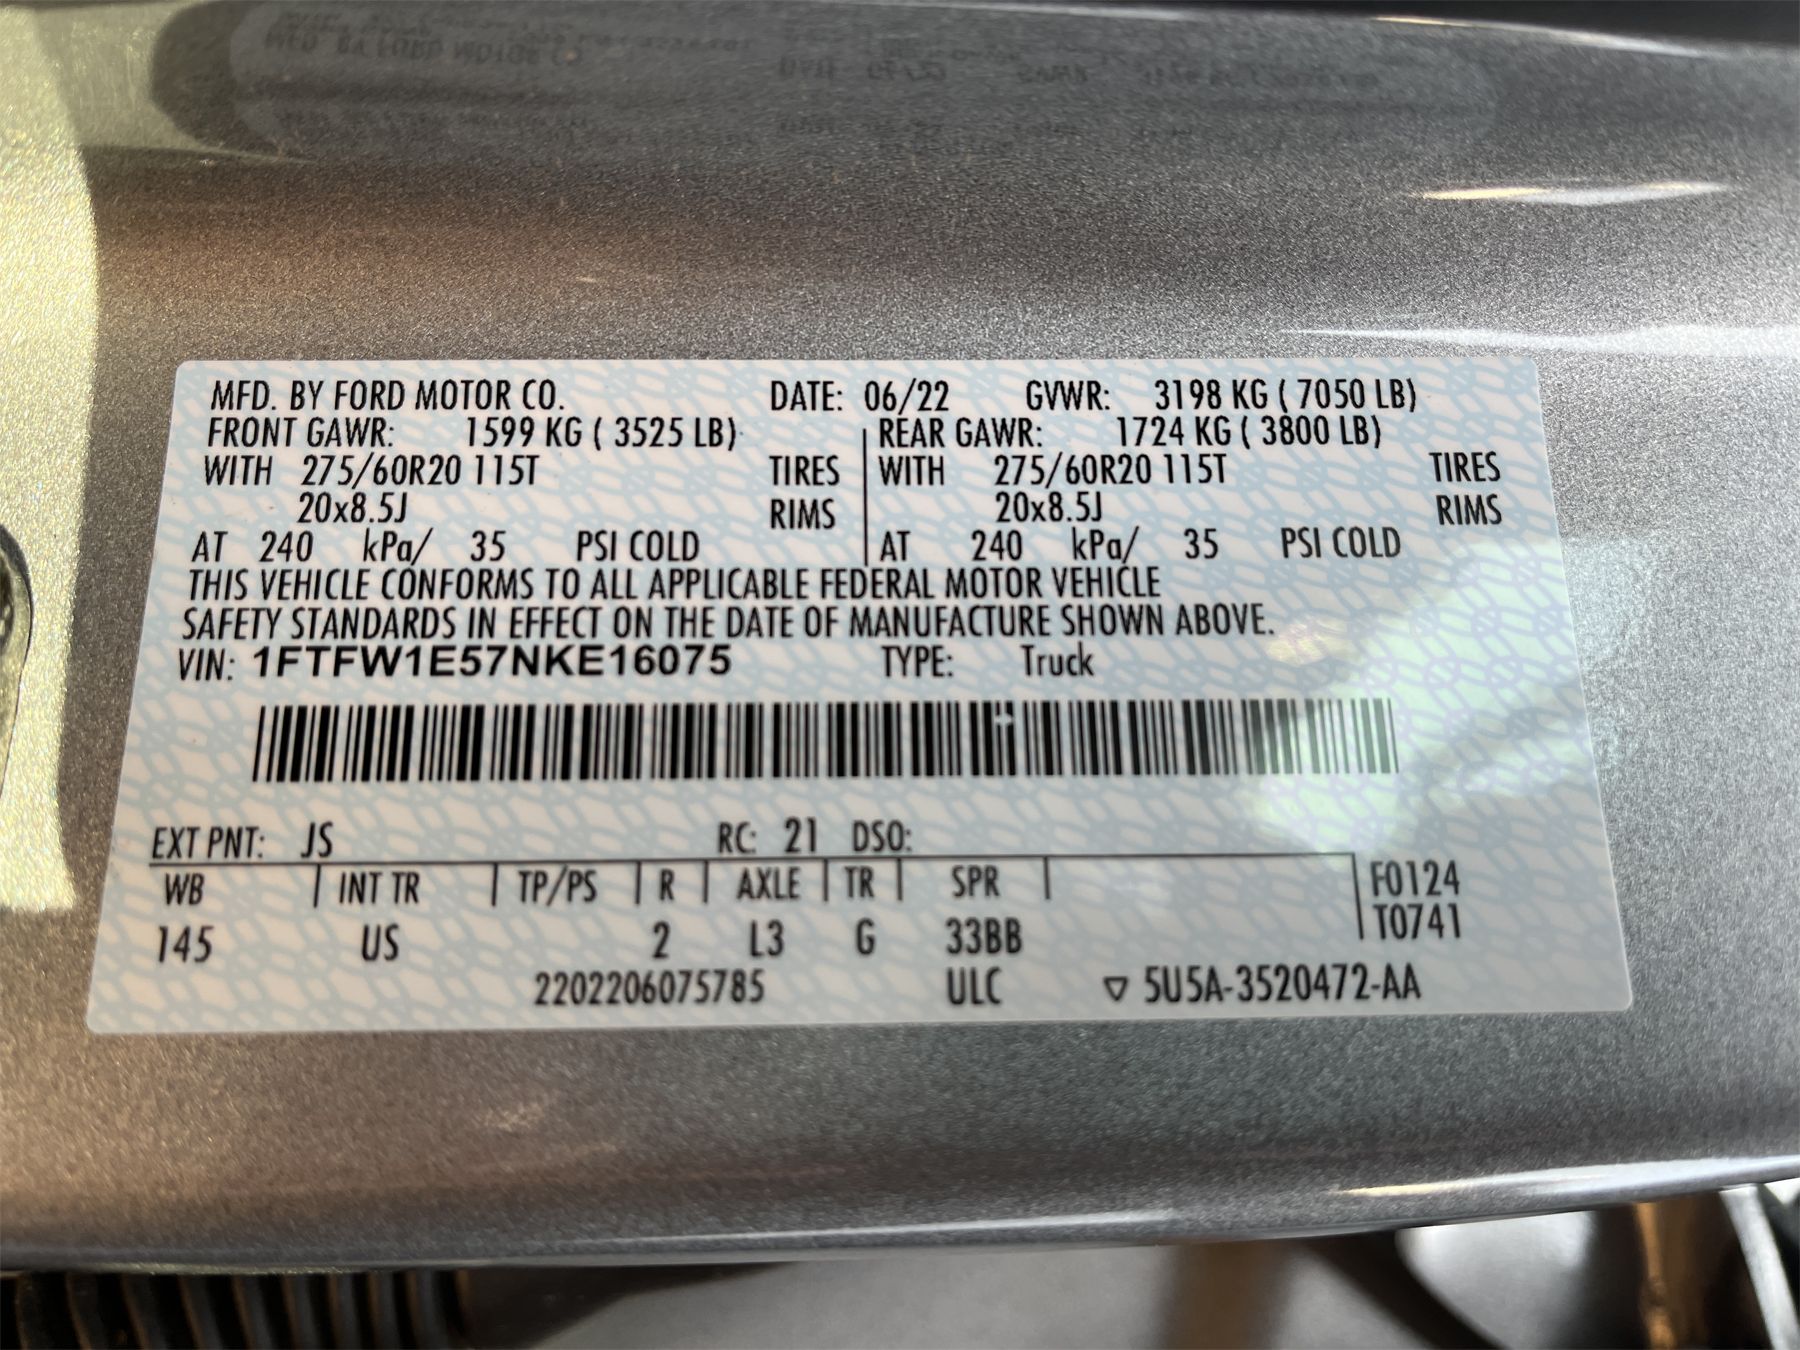 MFD. BY FORD MOTOR CO. DATE: 06/22 GVWR: 3198 KG ( 7050 LB)
FRONT GAWR: 1599 KG ( 3525 LB) REAR GAWR: 1724 KG ( 3800 LB)
WITH 275/60R20 115T TIRES WITH 275/60R20 115T TIRES
20x8.5J RIMS 20x8.5J RIMS
AT 240 kPa/ 35 PSI COLD AT 240 kPa/ 35 PSI COLD
THIS VEHICLE CONFORMS TO ALL APPLICABLE FEDERAL MOTOR VEHICLE
SAFETY STANDARDS IN EFFECT ON THE DATE OF MANUFACTURE SHOWN ABOVE.
VIN: 1FTFW1E57NKE16075 TYPE: Truck
EXT PNT: JS RC: 21 DSO:
WB INT TR TP/PS R AXLE TR SPR F0124
T0741
145 US 2 L3 G 33BB
2202206075785 ULC ▽ 5U5A-3520472-AA